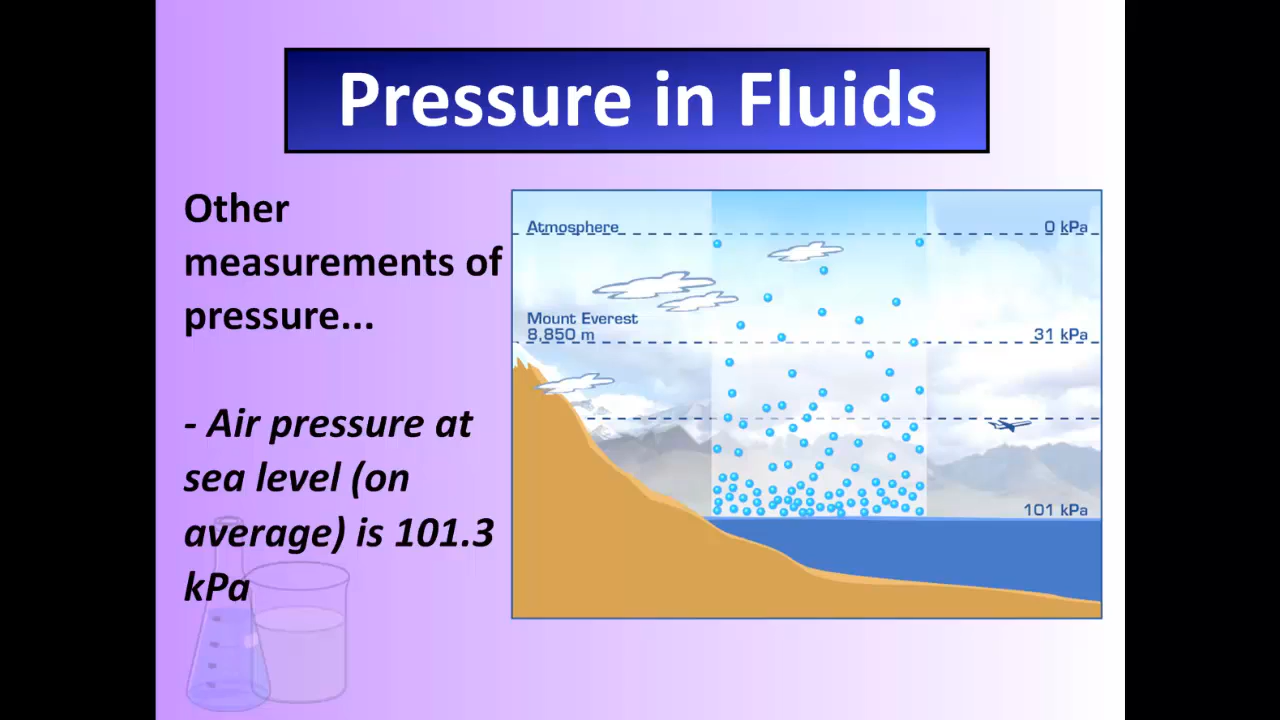 Pressure in Fluids
Other
measurements of
pressure...
- Air pressure at
sea level (on
average) is 101.3
kPa
Atmosphere 0 kPa
Mount Everest
8,850 m 31 kPa
101 kPa